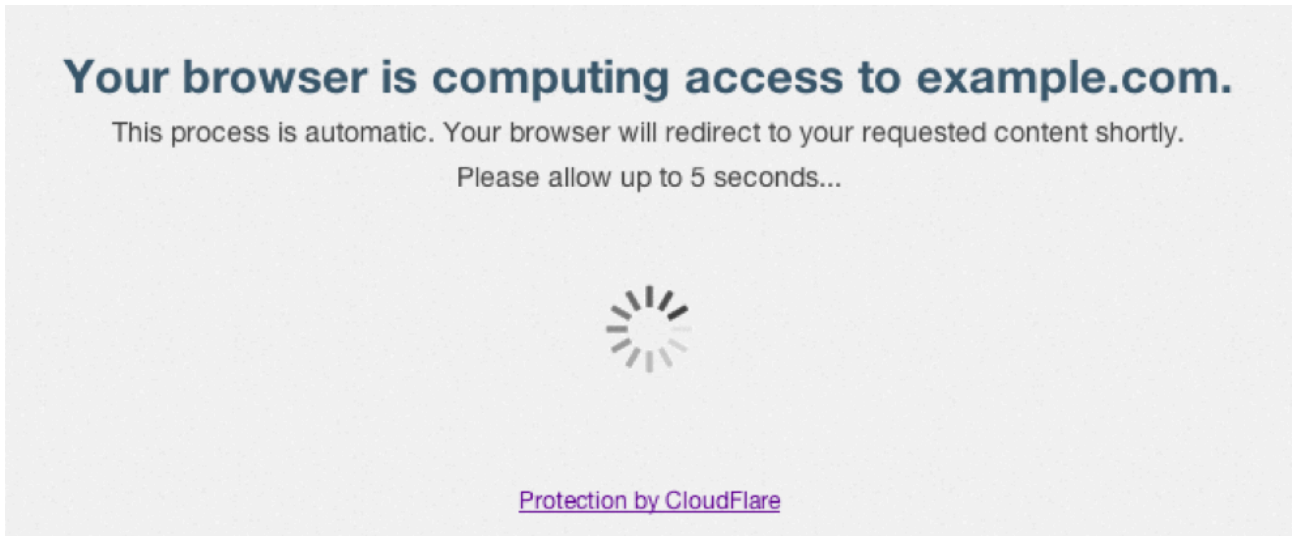 Your browser is computing access to example.com.
This process is automatic. Your browser will redirect to your requested content shortly.
Please allow up to 5 seconds...
Protection by CloudFlare